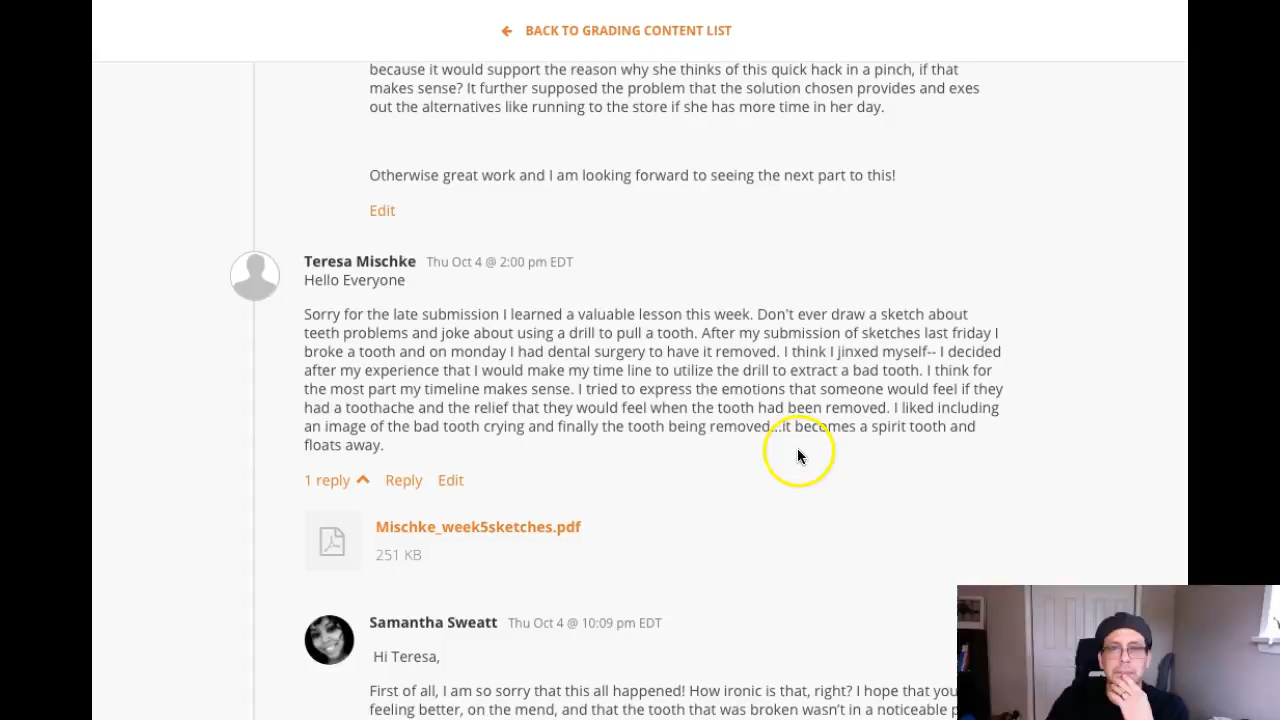 BACK TO GRADING CONTENT LIST
because it would support the reason why she thinks of this quick hack in a pinch, if that
makes sense? It further supposed the problem that the solution chosen provides and exes
out the alternatives like running to the store if she has more time in her day.
Otherwise great work and I am looking forward to seeing the next part to this!
Edit
Teresa Mischke Thu Oct 4 @ 2:00 pm EDT
Hello Everyone
Sorry for the late submission I learned a valuable lesson this week. Don't ever draw a sketch about
teeth problems and joke about using a drill to pull a tooth. After my submission of sketches last friday I
broke a tooth and on monday I had dental surgery to have it removed. I think I jinxed myself-- I decided
after my experience that I would make my time line to utilize the drill to extract a bad tooth. I think for
the most part my timeline makes sense. I tried to express the emotions that someone would feel if they
had a toothache and the relief that they would feel when the tooth had been removed. I liked including
an image of the bad tooth crying and finally the tooth being removed...it becomes a spirit tooth and
floats away.
1 reply Reply Edit
Mischke_week5sketches.pdf
251 KB
Samantha Sweatt Thu Oct 4 @ 10:09 pm EDT
Hi Teresa,
First of all, I am so sorry that this all happened! How ironic is that, right? I hope that you
feeling better, on the mend, and that the tooth that was broken wasn't in a noticeable p